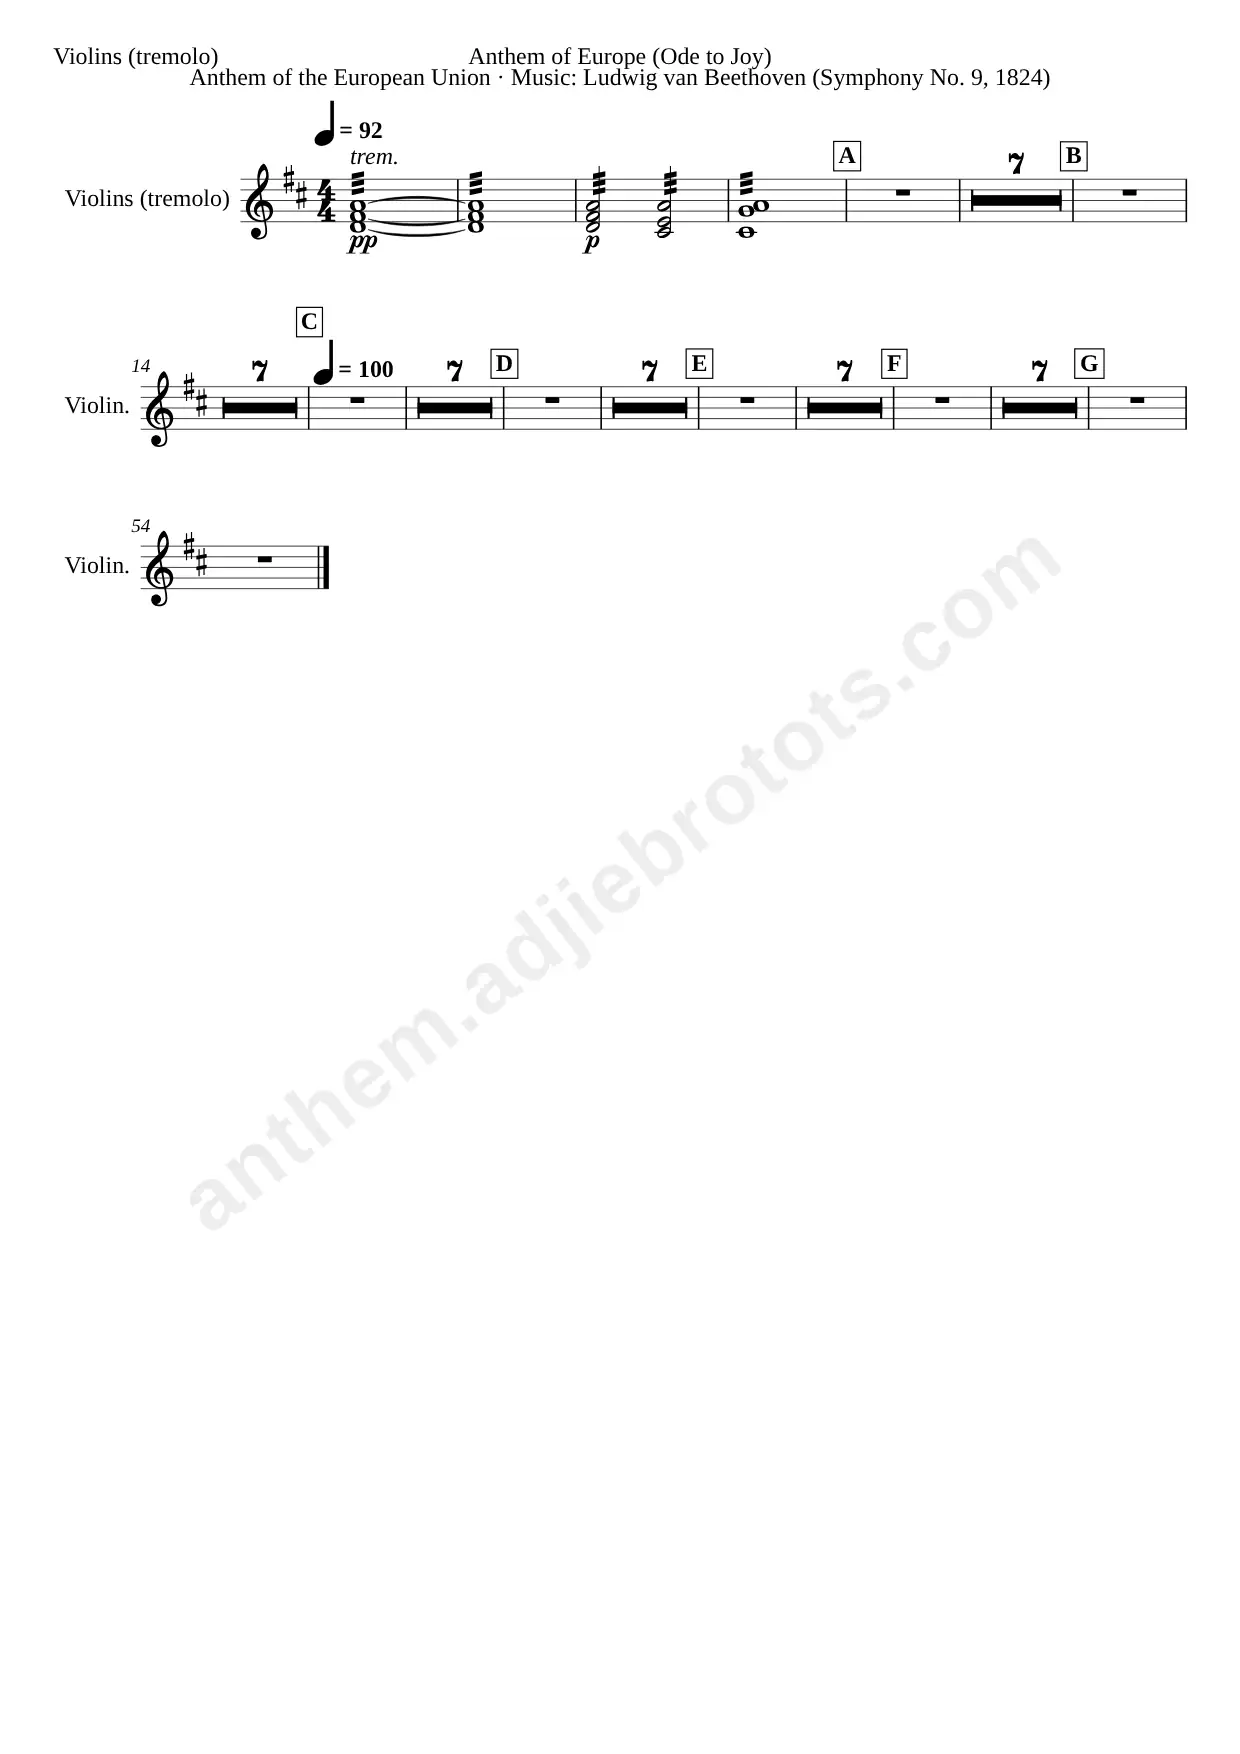 Violins (tremolo) Anthem of Europe (Ode to Joy)
Anthem of the European Union · Music: Ludwig van Beethoven (Symphony No. 9, 1824)
= 92
trem.
A 7 B
Violins (tremolo) 4/4
pp p
C
14 7 = 100 7 D 7 E 7 F 7 G
Violin.
54
Violin.
anthem.adjiebrotots.com